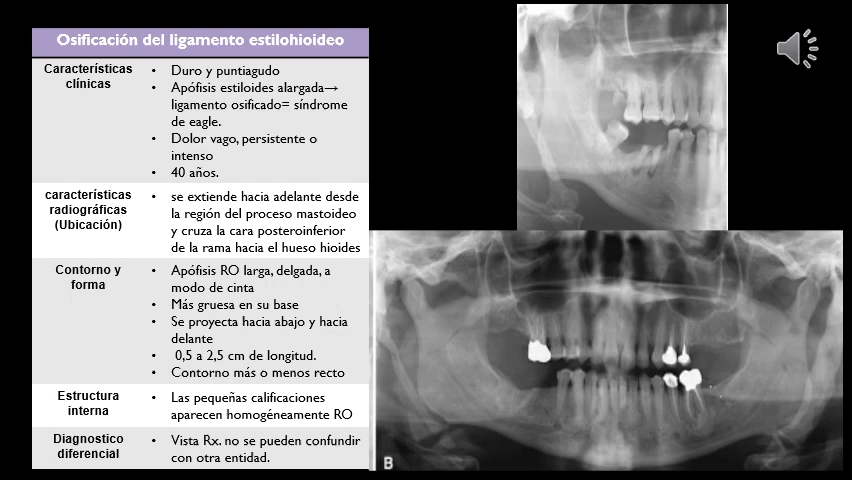 Osificación del ligamento estilohioideo
Características
clínicas
• Duro y puntiagudo
• Apófisis estiloides alargada→
ligamento osificado= síndrome
de eagle.
• Dolor vago, persistente o
intenso
• 40 años.
características
radiográficas
(Ubicación)
• se extiende hacia adelante desde
la región del proceso mastoideo
y cruza la cara posteroinferior
de la rama hacia el hueso hioides
Contorno y
forma
• Apófisis RO larga, delgada, a
modo de cinta
• Más gruesa en su base
• Se proyecta hacia abajo y hacia
delante
• 0,5 a 2,5 cm de longitud.
• Contorno más o menos recto
Estructura
interna
• Las pequeñas calificaciones
aparecen homogéneamente RO
Diagnostico
diferencial
• Vista Rx. no se pueden confundir
con otra entidad.
B